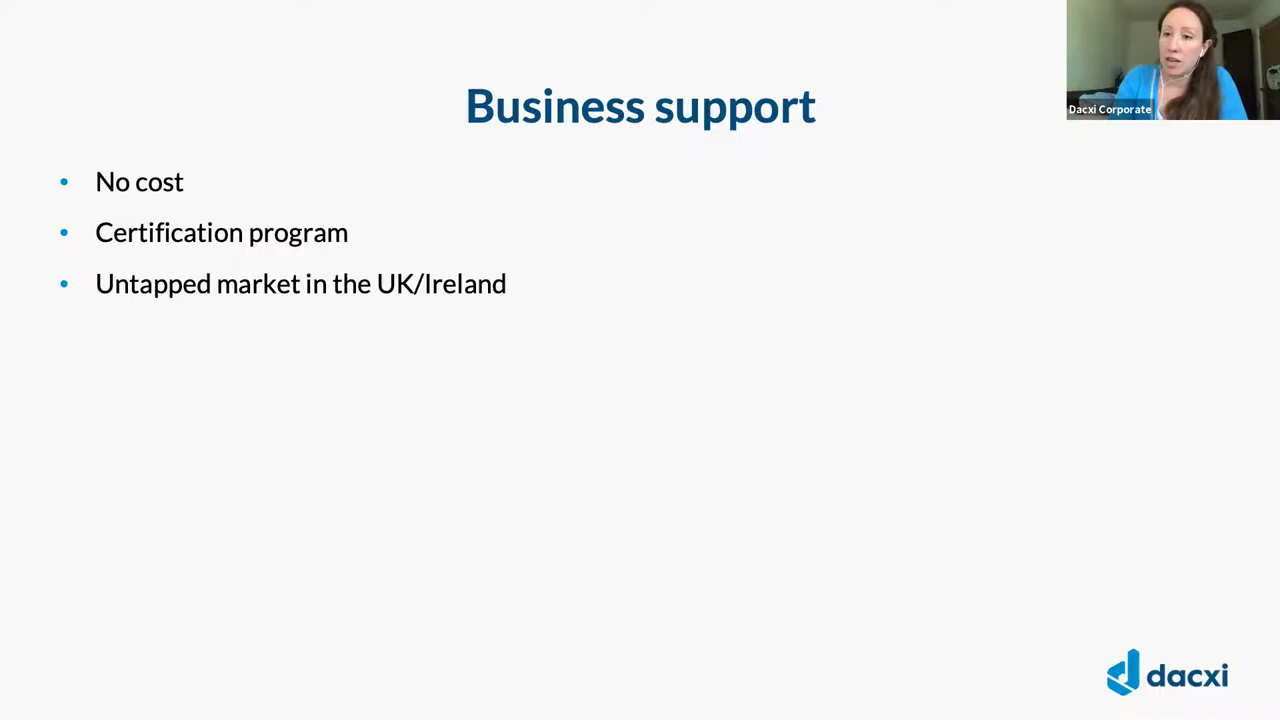 Business support
No cost
Certification program
Untapped market in the UK/Ireland
Dacxi Corporate
dacxi